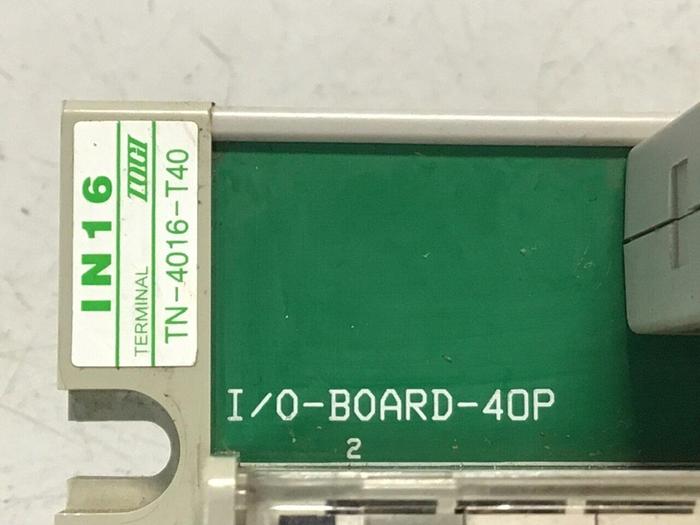 IN16
TOGI
TERMINAL
TN-4016-T40
I/O-BOARD-40P
2